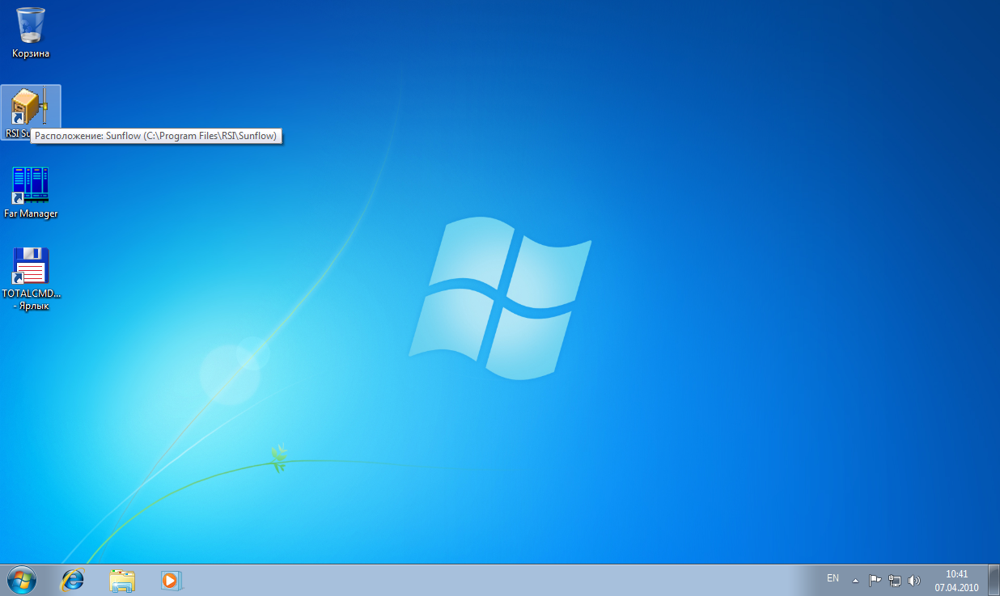 Корзина
RSI Su
Расположение: Sunflow (C:\Program Files\RSI\Sunflow)
Far Manager
TOTALCMD...
- Ярлык
EN
10:41
07.04.2010